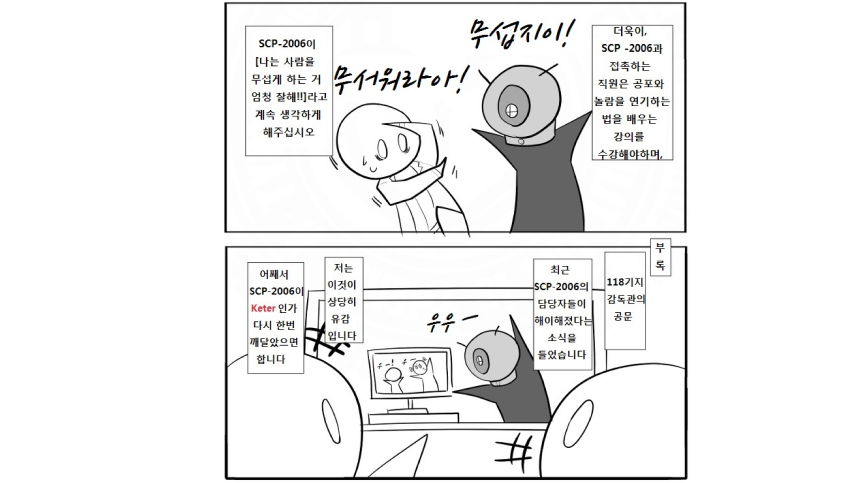 더욱이,
SCP -2006과
접촉하는
직원은 공포와
놀람을 연기하는
법을 배우는
강의를
수강해야하며,
무섭지이!
무서워라아!
SCP-2006이
[나는 사람을
무섭게 하는 거
엄청 잘해!!]라고
계속 생각하게
해주십시오
부
록
118기지
감독관의
공문
최근
SCP-2006의
담당자들이
해이해졌다는
소식을
들었습니다
우우ー
저는
이것이
상당히
유감
입니다
어째서
SCP-2006이
Keter 인가
다시 한번
깨달았으면
합니다